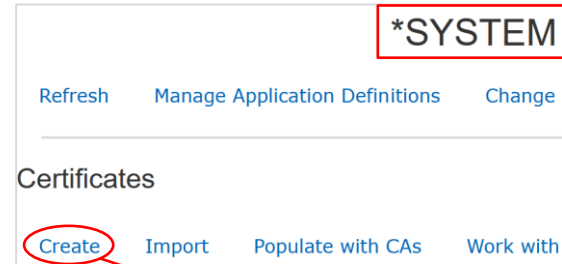 *SYSTEM
Refresh Manage Application Definitions Change
Certificates
Create Import Populate with CAs Work with